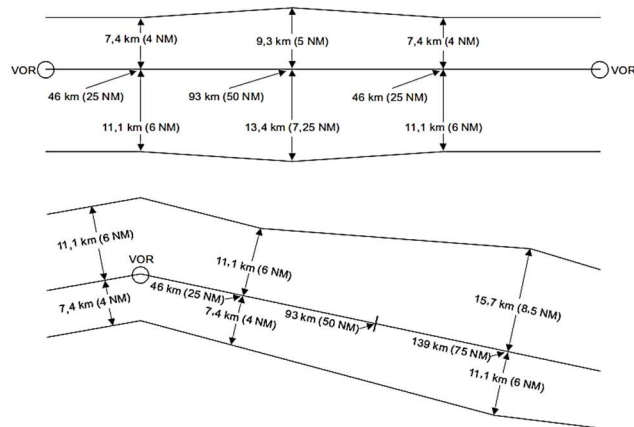 7,4 km (4 NM)
9,3 km (5 NM)
7,4 km (4 NM)
VOR
VOR
46 km (25 NM)
93 km (50 NM)
46 km (25 NM)
11,1 km (6 NM)
13,4 km (7,25 NM)
11,1 km (6 NM)
11,1 km (6 NM)
VOR
11,1 km (6 NM)
7,4 km (4 NM)
46 km (25 NM)
7,4 km (4 NM)
93 km (50 NM)
15,7 km (8,5 NM)
139 km (75 NM)
11,1 km (6 NM)